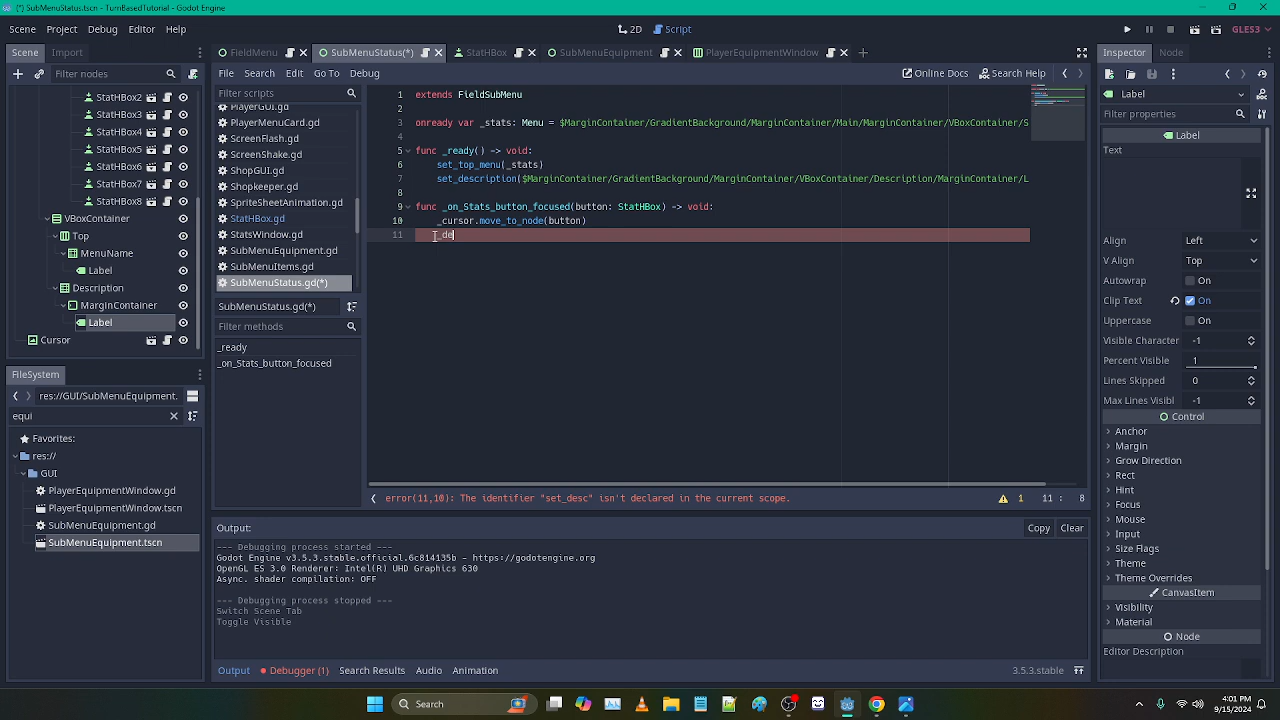 (*) SubMenuStatus.tscn - TurnBasedTutorial - Godot Engine
Scene Project Debug Editor Help 2D Script GLES3
Scene Import
FieldMenu SubMenuStatus(*) StatHBox SubMenuEquipment PlayerEquipmentWindow
Inspector Node
Filter nodes
File Search Edit Go To Debug Online Docs Search Help
Filter scripts
Label
Filter properties
StatHBox2
StatHBox3
StatHBox4
StatHBox5
StatHBox6
StatHBox7
StatHBox8
VBoxContainer
Top
MenuName
Label
Description
MarginContainer
Label
Cursor
FileSystem
res://GUI/SubMenuEquipment.
equi
Favorites:
res://
GUI
PlayerEquipmentWindow.gd
PlayerEquipmentWindow.tscn
SubMenuEquipment.gd
SubMenuEquipment.tscn
PlayerGUI.gd
PlayerMenuCard.gd
ScreenFlash.gd
ScreenShake.gd
ShopGUI.gd
Shopkeeper.gd
SpriteSheetAnimation.gd
StatHBox.gd
StatsWindow.gd
SubMenuEquipment.gd
SubMenuItems.gd
SubMenuStatus.gd(*)
SubMenuStatus.gd(*)
Filter methods
_ready
_on_Stats_button_focused
1 extends FieldSubMenu
2
3 onready var _stats: Menu = $MarginContainer/GradientBackground/MarginContainer/Main/MarginContainer/VBoxContainer/S
4
5 func _ready() -> void:
6 set_top_menu(_stats)
7 set_description($MarginContainer/GradientBackground/MarginContainer/VBoxContainer/Description/MarginContainer/L
8
9 func _on_Stats_button_focused(button: StatHBox) -> void:
10 _cursor.move_to_node(button)
11 _de
error(11,10): The identifier "set_desc" isn't declared in the current scope.
1 11 : 8
Output:
Copy Clear
--- Debugging process started ---
Godot Engine v3.5.3.stable.official.6c814135b - https://godotengine.org
OpenGL ES 3.0 Renderer: Intel(R) UHD Graphics 630
Async. shader compilation: OFF
--- Debugging process stopped ---
Switch Scene Tab
Toggle Visible
Output Debugger (1) Search Results Audio Animation 3.5.3.stable
Label
Text
Align Left
V Align Top
Autowrap On
Clip Text On
Uppercase On
Visible Character -1
Percent Visible 1
Lines Skipped 0
Max Lines Visibl -1
Control
Anchor
Margin
Grow Direction
Rect
Hint
Focus
Mouse
Input
Size Flags
Theme
Theme Overrides
CanvasItem
Visibility
Material
Node
Editor Description
Search
4:01 PM
9/15/2024